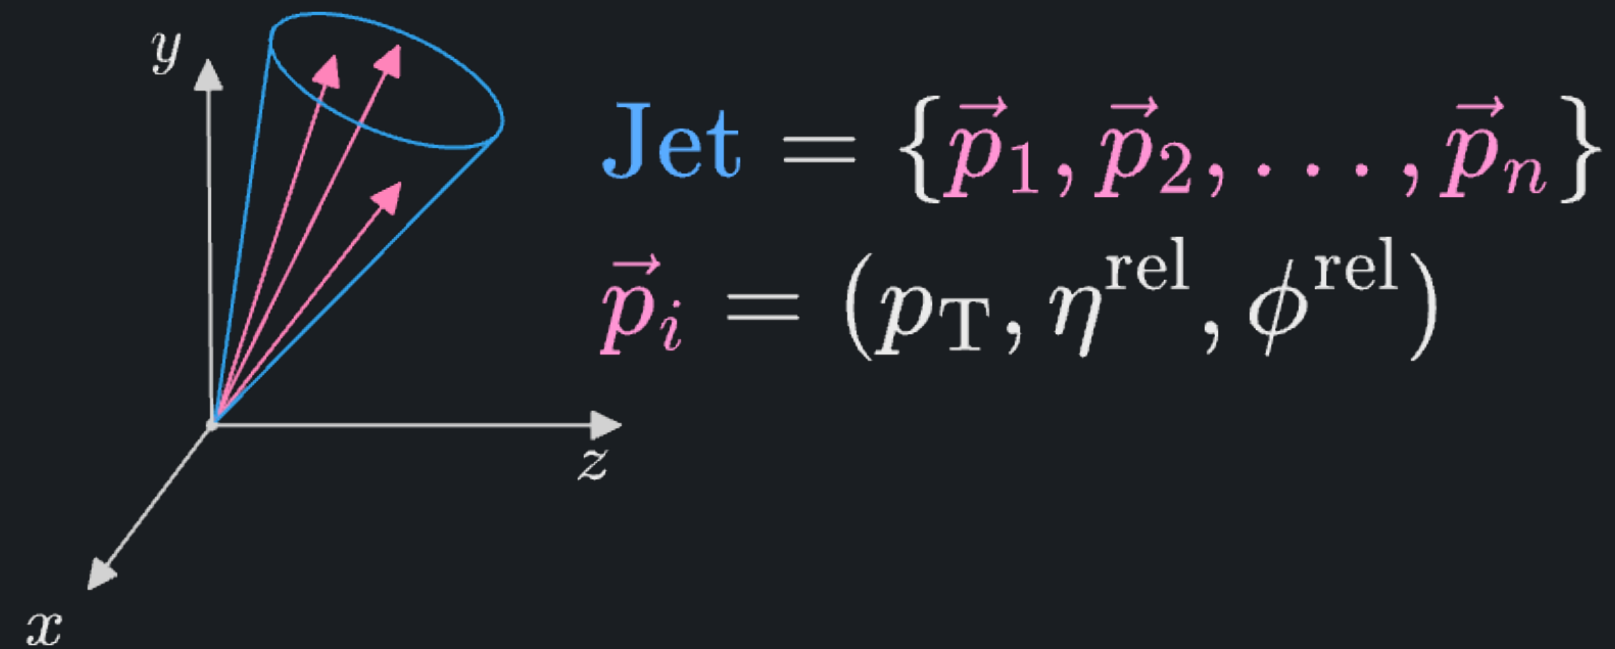 y
Jet = {p⃗₁, p⃗₂, . . . , p⃗ₙ}
p⃗ᵢ = (p_T, η^rel, ϕ^rel)
z
x